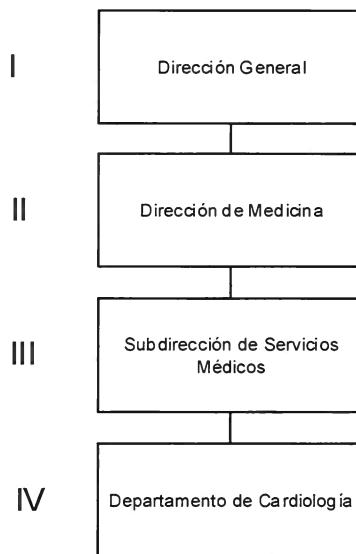 I
Dirección General
II
Dirección de Medicina
III
Subdirección de Servicios
Médicos
IV
Departamento de Cardiología